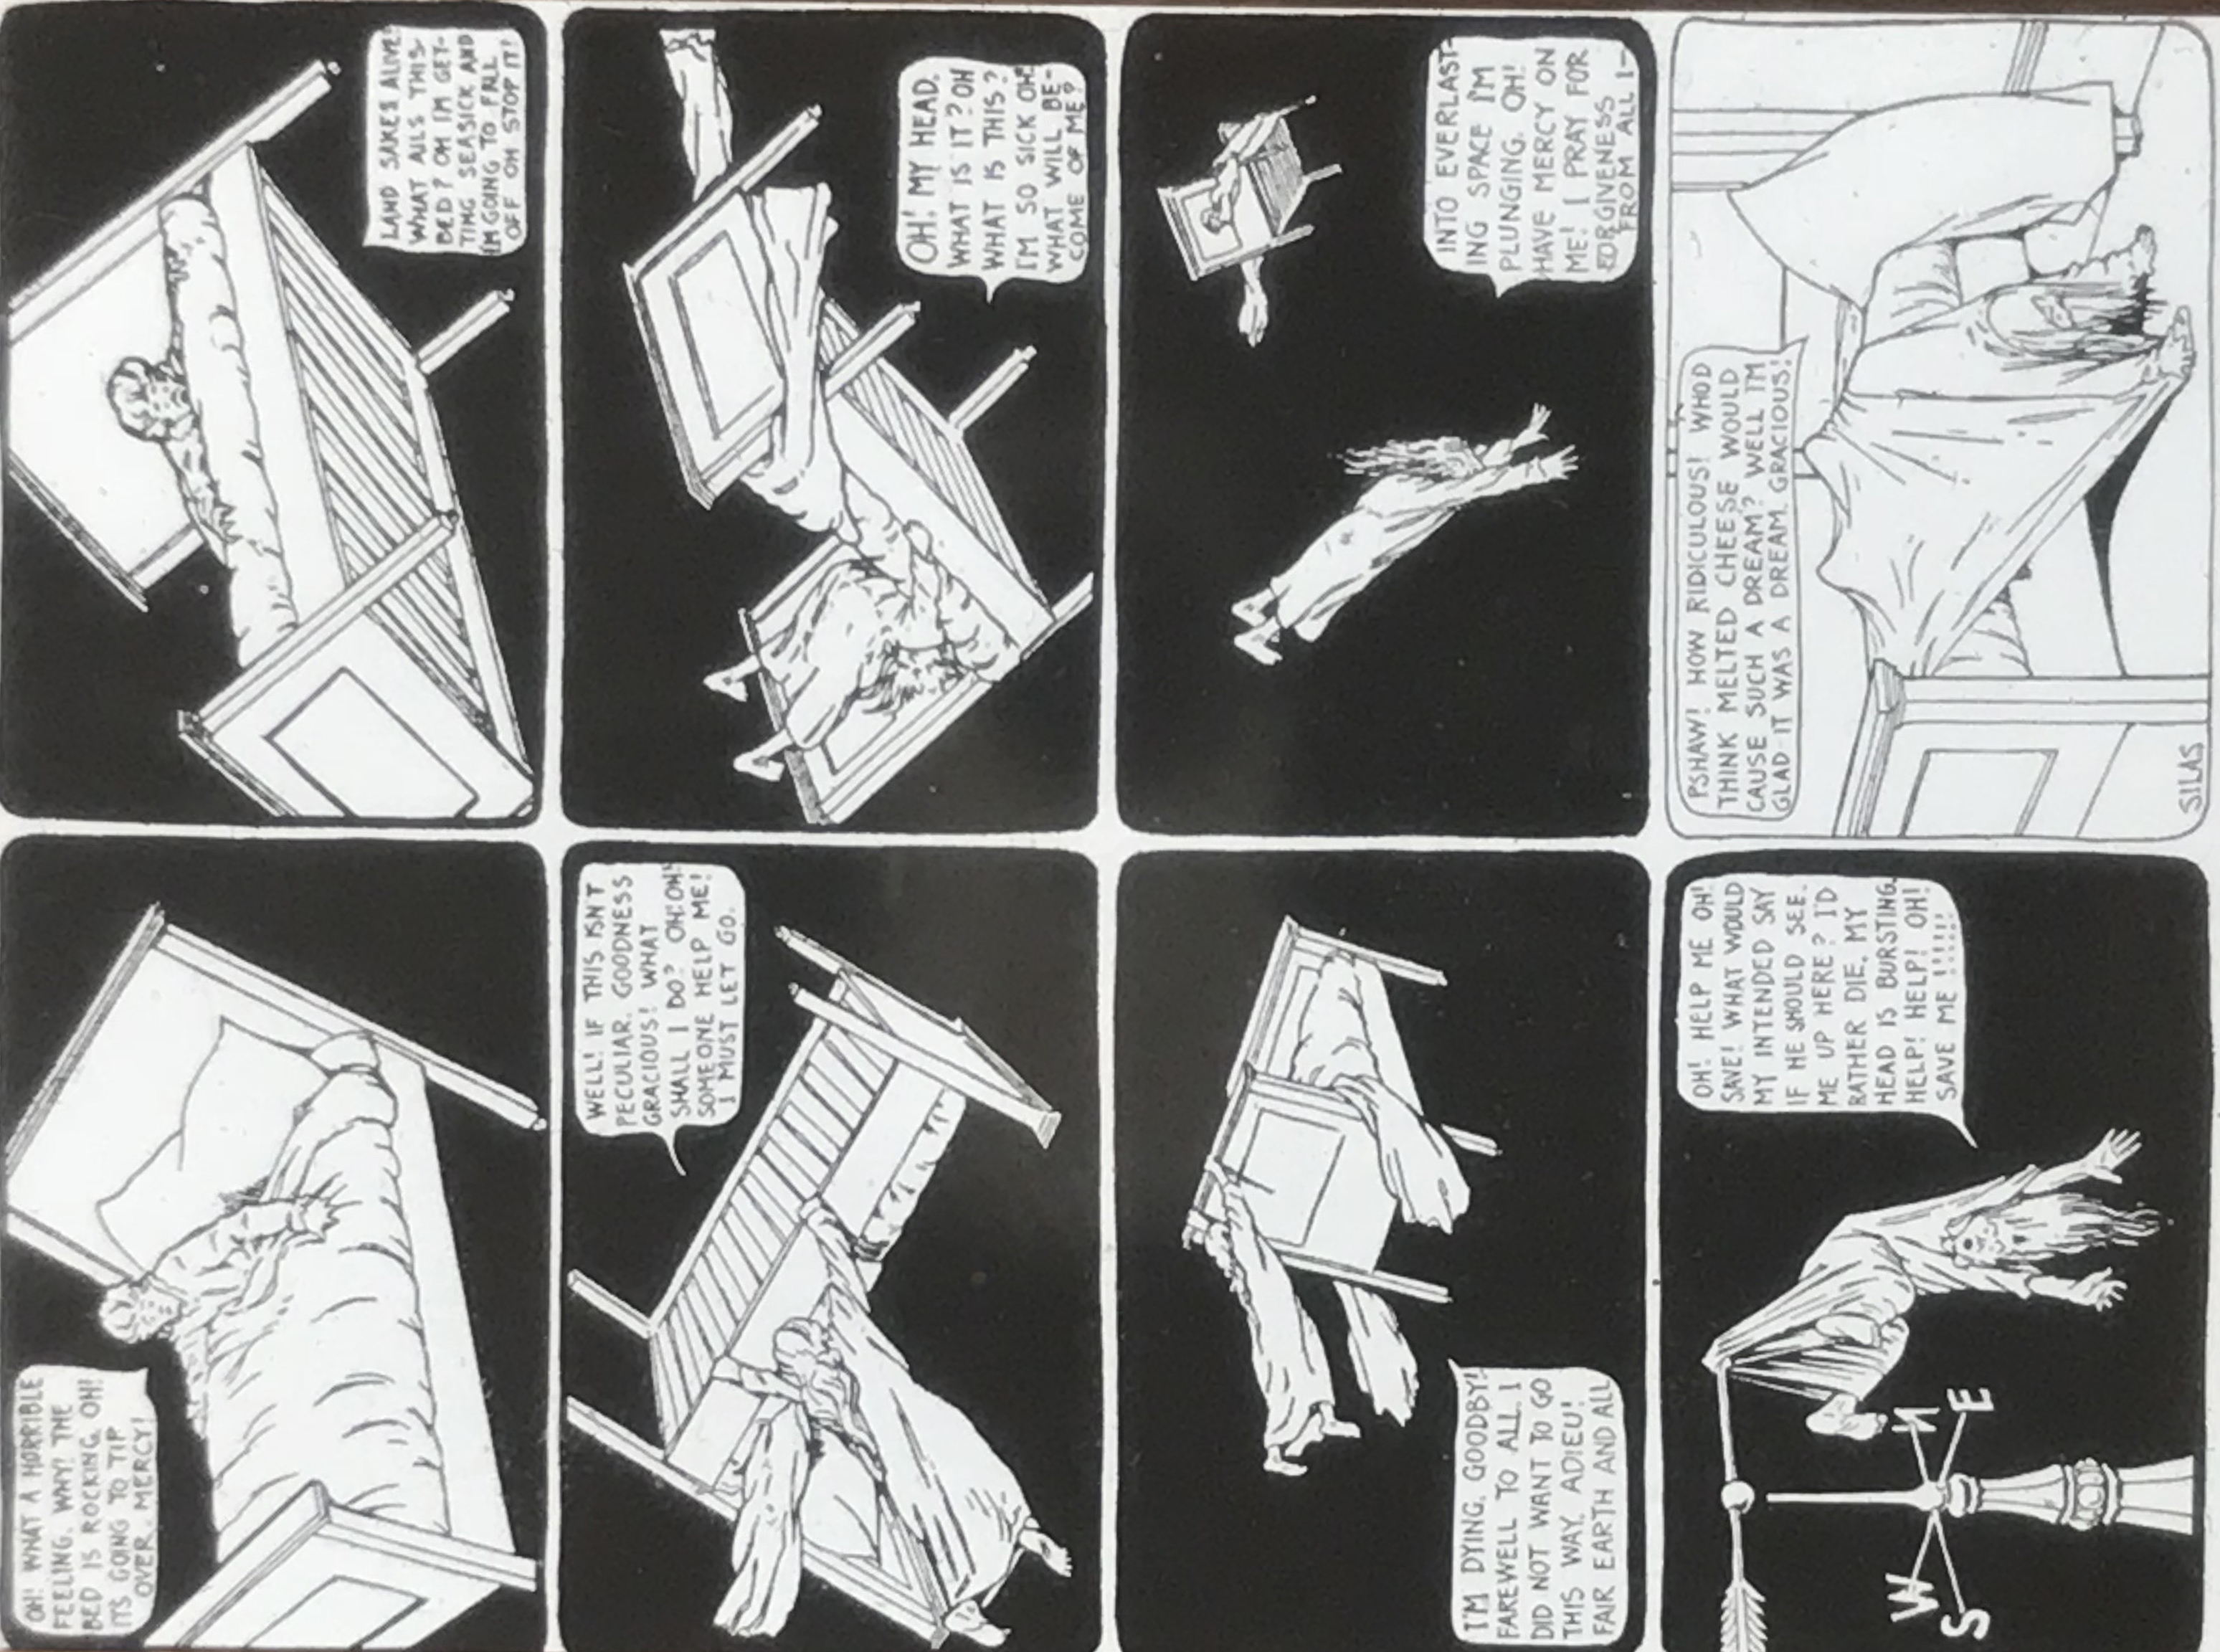 OH! WHAT A HORRIBLE
FEELING. WHY! THE
BED IS ROCKING. OH!
ITS GOING TO TIP
OVER. MERCY!
LAND SAKES ALIVE!
WHAT AILS THIS
BED? OH I'M GET-
TING SEASICK AND
IM GOING TO FALL
OFF OH STOP IT!
WELL! IF THIS ISN'T
PECULIAR. GOODNESS
GRACIOUS! WHAT
SHALL I DO? OH! OH!
SOMEONE HELP ME!
I MUST LET GO.
OH! MY HEAD.
WHAT IS IT? OH
WHAT IS THIS?
I'M SO SICK OH!
WHAT WILL BE-
COME OF ME?
I'M DYING. GOODBY!
FAREWELL TO ALL. I
DID NOT WANT TO GO
THIS WAY. ADIEU!
FAIR EARTH AND ALL
INTO EVERLAST-
ING SPACE I'M
PLUNGING. OH!
HAVE MERCY ON
ME! I PRAY FOR
FORGIVENESS
FROM ALL I-
OH! HELP ME OH!
SAVE! WHAT WOULD
MY INTENDED SAY
IF HE SHOULD SEE.
ME UP HERE? I'D
RATHER DIE. MY
HEAD IS BURSTING.
HELP! HELP! OH!
SAVE ME !!!!!
W N
S E
PSHAW! HOW RIDICULOUS! WHOD
THINK MELTED CHEESE WOULD
CAUSE SUCH A DREAM? WELL I'M
GLAD IT WAS A DREAM. GRACIOUS!
SILAS